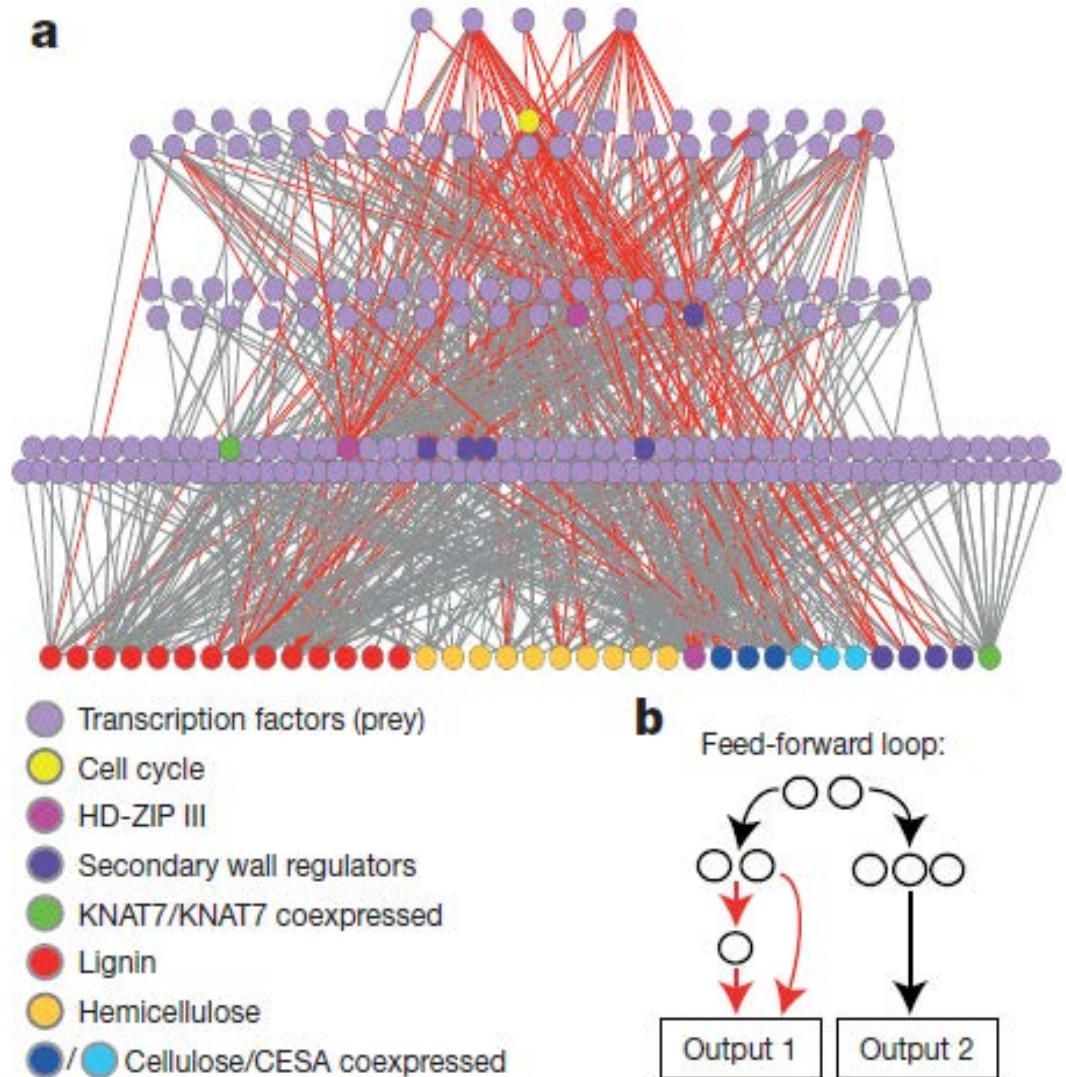 a
Transcription factors (prey)
Cell cycle
HD-ZIP III
Secondary wall regulators
KNAT7/KNAT7 coexpressed
Lignin
Hemicellulose
/ Cellulose/CESA coexpressed
b
Feed-forward loop:
Output 1
Output 2